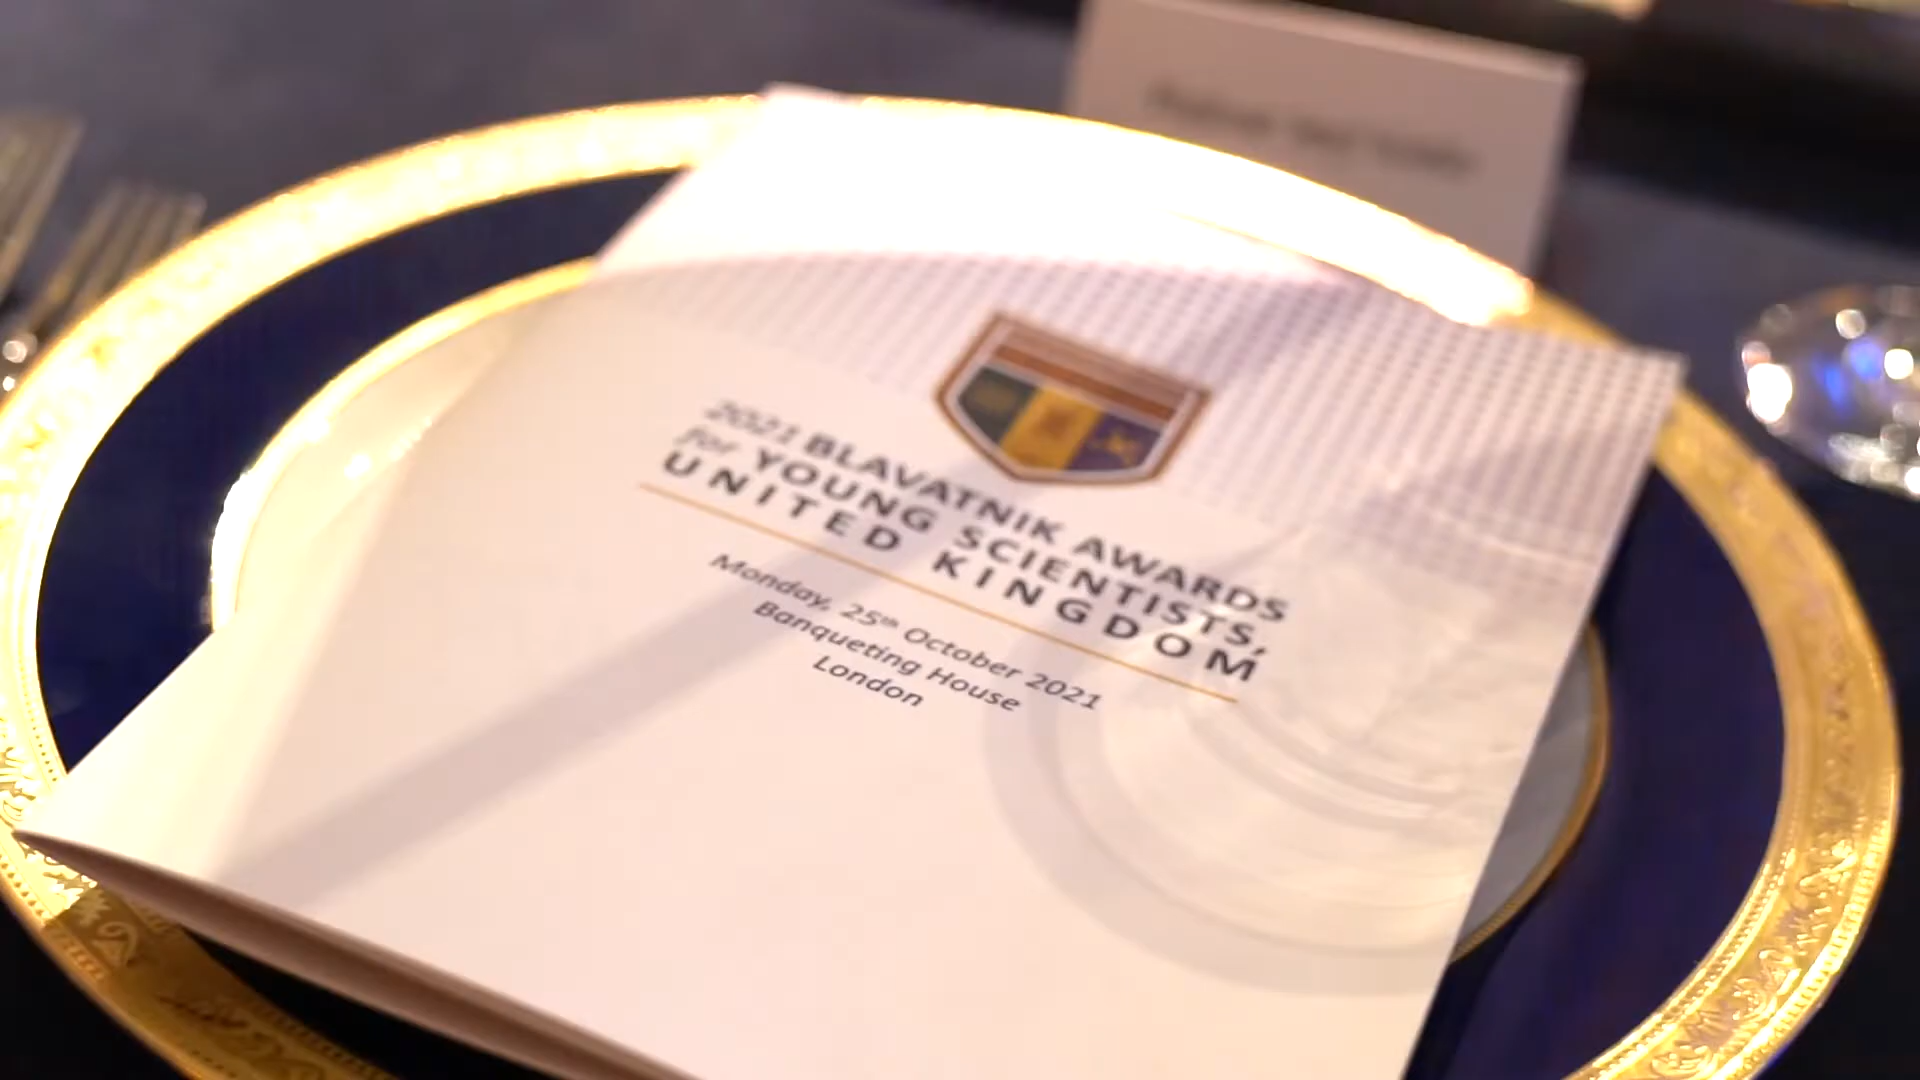 2021 BLAVATNIK AWARDS
for YOUNG SCIENTISTS,
UNITED KINGDOM
Monday, 25th October 2021
Banqueting House
London